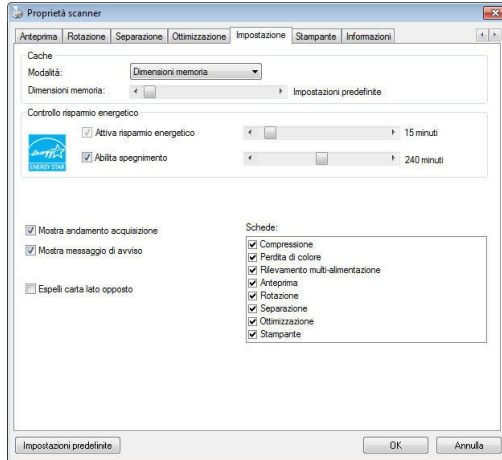 Proprietà scanner
Anteprima Rotazione Separazione Ottimizzazione Impostazione Stampante Informazioni
Cache
Modalità: Dimensioni memoria
Dimensioni memoria: Impostazioni predefinite
Controllo risparmio energetico
Attiva risparmio energetico 15 minuti
Abilita spegnimento 240 minuti
energy
ENERGY STAR
Mostra andamento acquisizione
Mostra messaggio di avviso
Espelli carta lato opposto
Schede:
Compressione
Perdita di colore
Rilevamento multi-alimentazione
Anteprima
Rotazione
Separazione
Ottimizzazione
Stampante
Impostazioni predefinite OK Annulla